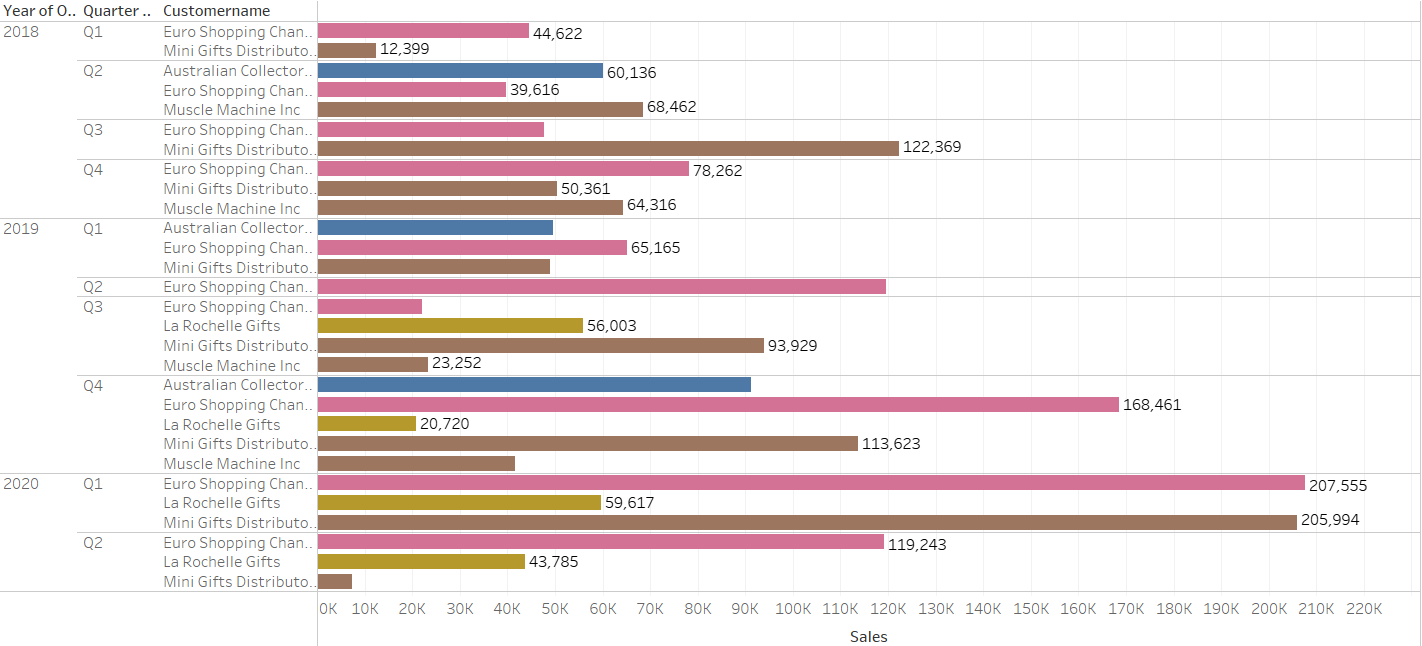 Year of O.. Quarter .. Customername
2018 Q1 Euro Shopping Chan.. 44,622
Mini Gifts Distributo.. 12,399
Q2 Australian Collector.. 60,136
Euro Shopping Chan.. 39,616
Muscle Machine Inc 68,462
Q3 Euro Shopping Chan..
Mini Gifts Distributo.. 122,369
Q4 Euro Shopping Chan.. 78,262
Mini Gifts Distributo.. 50,361
Muscle Machine Inc 64,316
2019 Q1 Australian Collector..
Euro Shopping Chan.. 65,165
Mini Gifts Distributo..
Q2 Euro Shopping Chan..
Q3 Euro Shopping Chan..
La Rochelle Gifts 56,003
Mini Gifts Distributo.. 93,929
Muscle Machine Inc 23,252
Q4 Australian Collector..
Euro Shopping Chan.. 168,461
La Rochelle Gifts 20,720
Mini Gifts Distributo.. 113,623
Muscle Machine Inc
2020 Q1 Euro Shopping Chan.. 207,555
La Rochelle Gifts 59,617
Mini Gifts Distributo.. 205,994
Q2 Euro Shopping Chan.. 119,243
La Rochelle Gifts 43,785
Mini Gifts Distributo..
0K 10K 20K 30K 40K 50K 60K 70K 80K 90K 100K 110K 120K 130K 140K 150K 160K 170K 180K 190K 200K 210K 220K
Sales